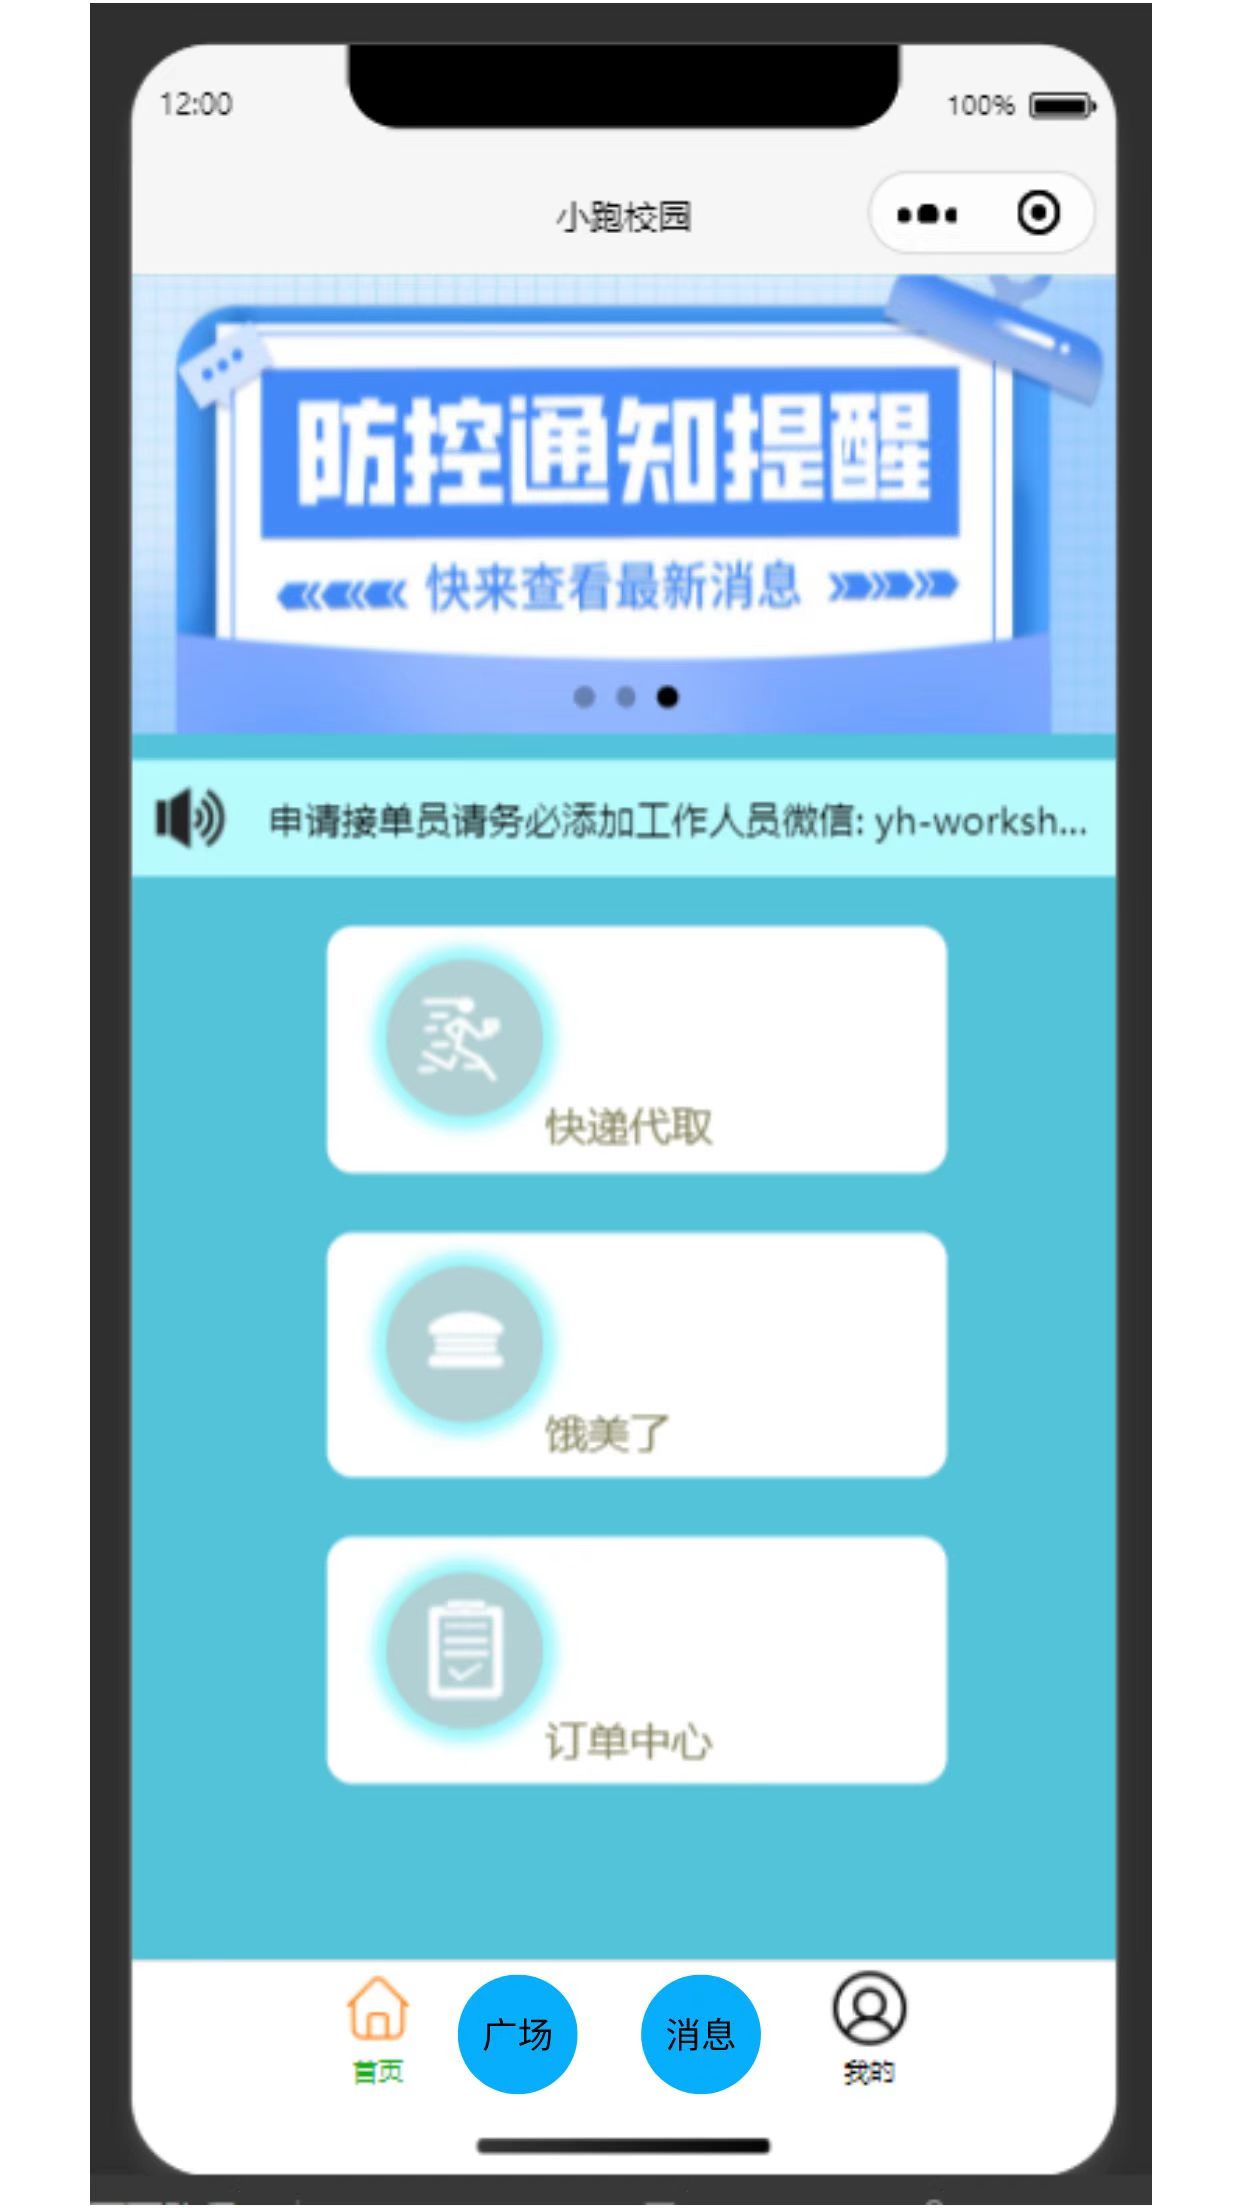 12:00
100%
小跑校园
防控通知提醒
快来查看最新消息
申请接单员请务必添加工作人员微信: yh-worksh...
快递代取
饿美了
订单中心
首页
广场
消息
我的